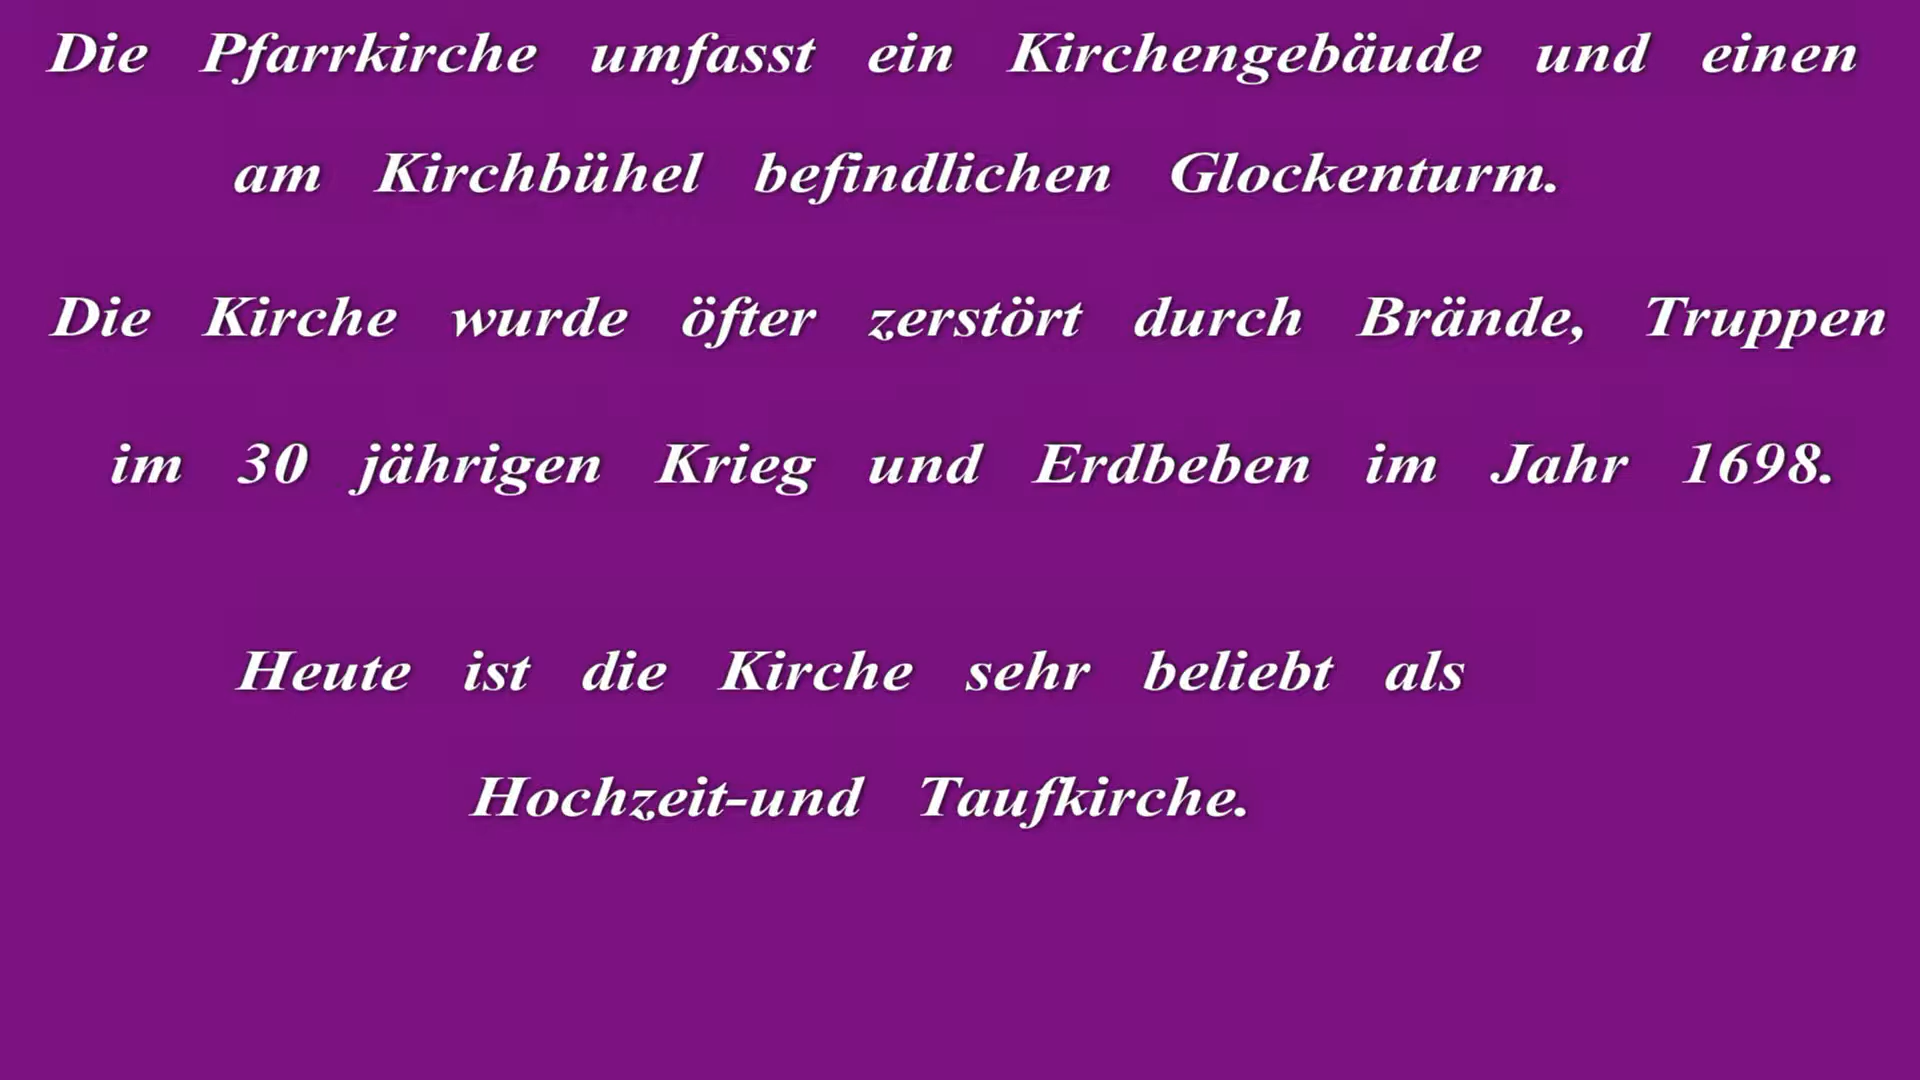 Die Pfarrkirche umfasst ein Kirchengebäude und einen
am Kirchbühel befindlichen Glockenturm.
Die Kirche wurde öfter zerstört durch Brände, Truppen
im 30 jährigen Krieg und Erdbeben im Jahr 1698.
Heute ist die Kirche sehr beliebt als
Hochzeit-und Taufkirche.